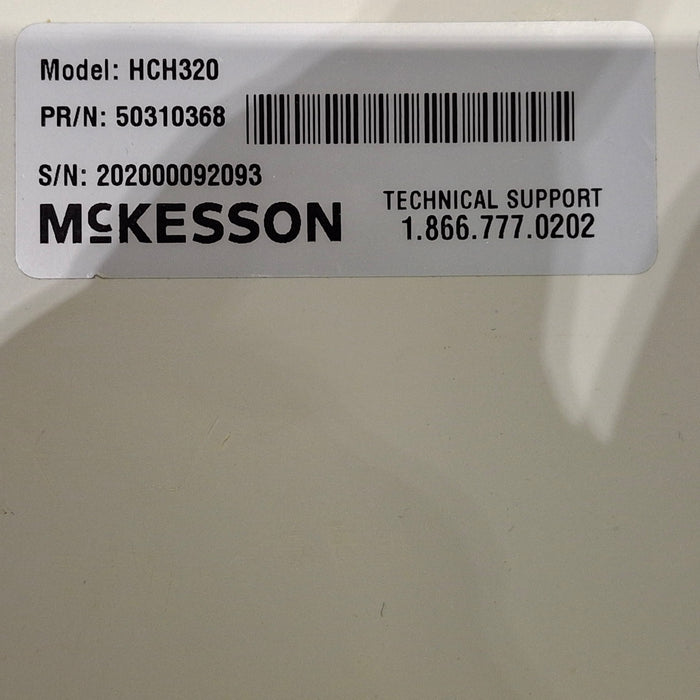 Model: HCH320
PR/N: 50310368
S/N: 202000092093
McKESSON
TECHNICAL SUPPORT
1.866.777.0202